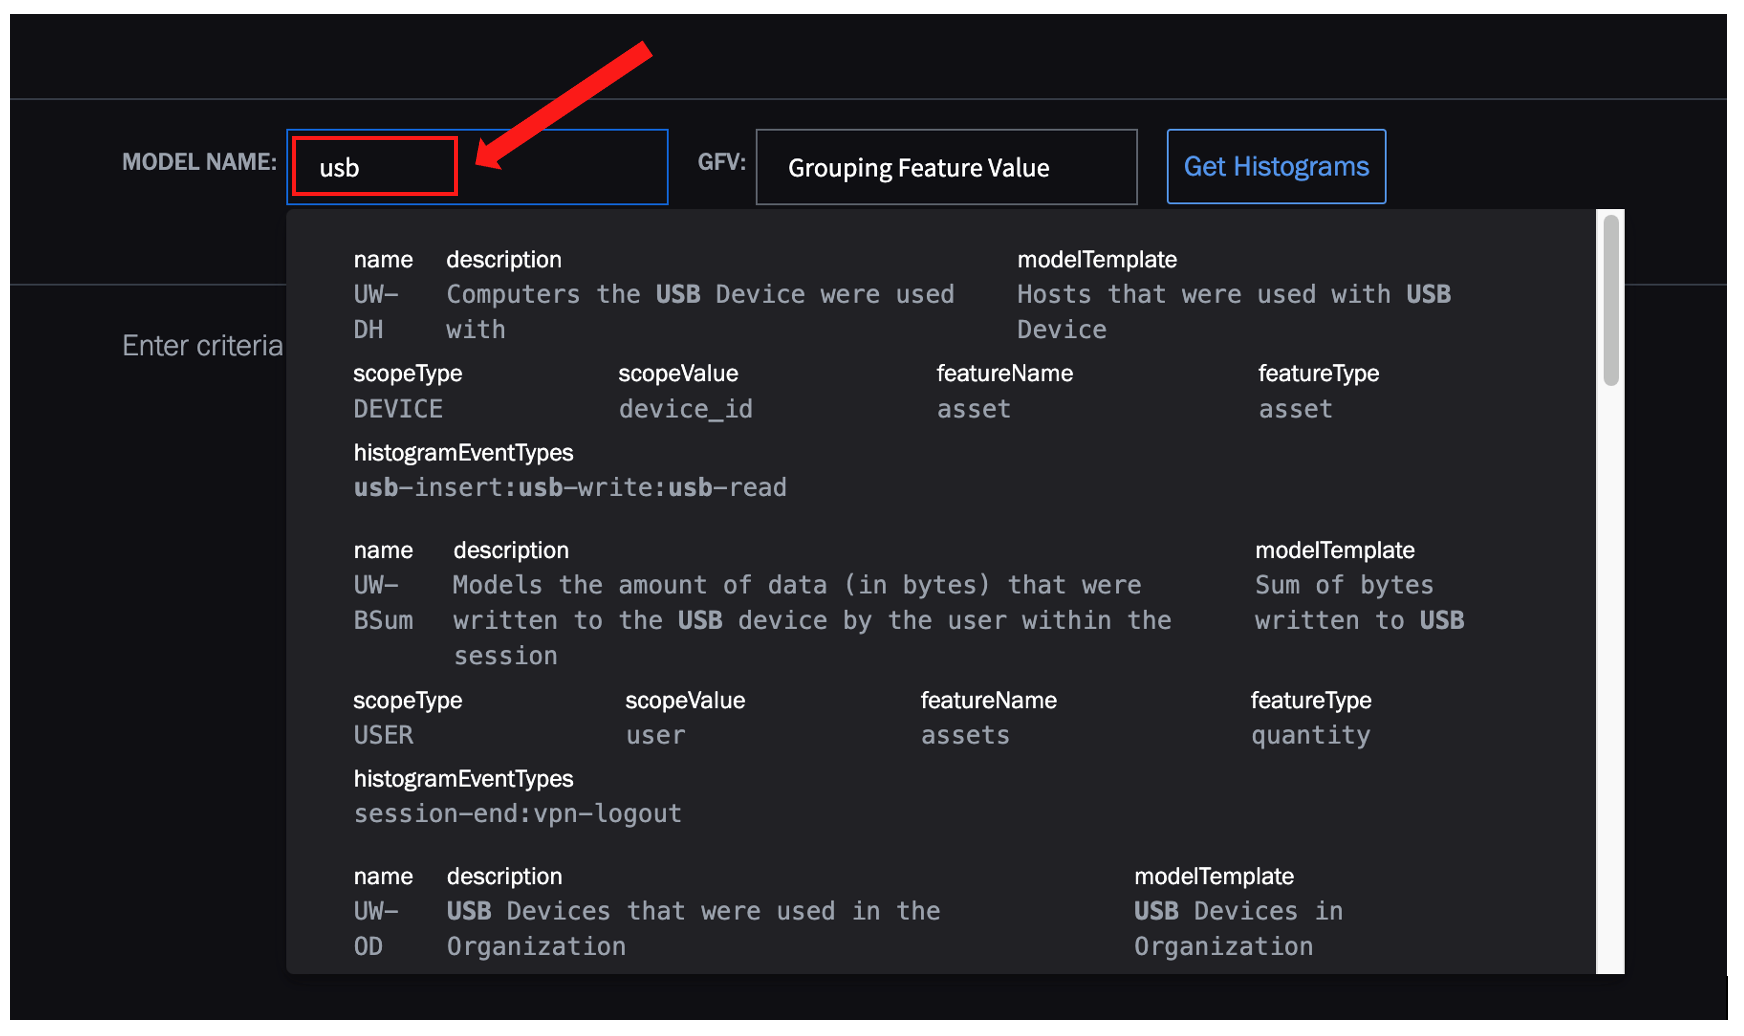 MODEL NAME: usb GFV: Grouping Feature Value Get Histograms
Enter criteria
name description modelTemplate
UW- Computers the USB Device were used Hosts that were used with USB
DH with Device
scopeType scopeValue featureName featureType
DEVICE device_id asset asset
histogramEventTypes
usb-insert:usb-write:usb-read
name description modelTemplate
UW- Models the amount of data (in bytes) that were Sum of bytes
BSum written to the USB device by the user within the written to USB
session
scopeType scopeValue featureName featureType
USER user assets quantity
histogramEventTypes
session-end:vpn-logout
name description modelTemplate
UW- USB Devices that were used in the USB Devices in
OD Organization Organization